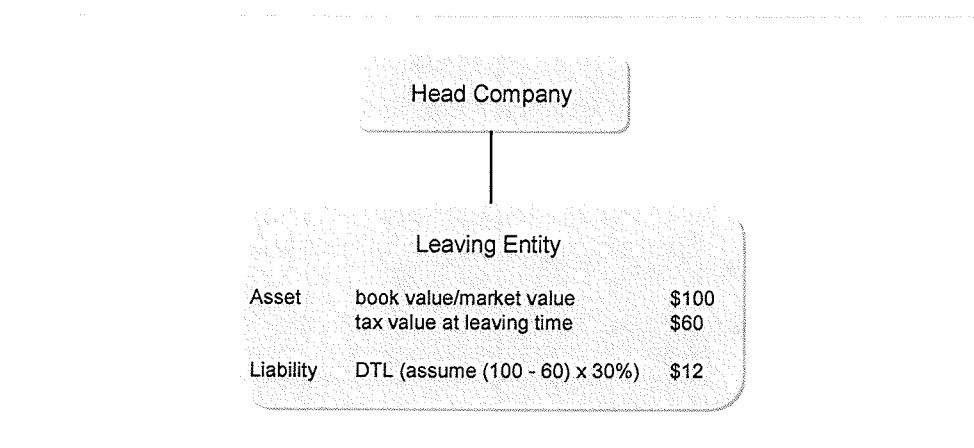 Head Company
Leaving Entity
Asset book value/market value $100
tax value at leaving time $60
Liability DTL (assume (100 - 60) x 30%) $12